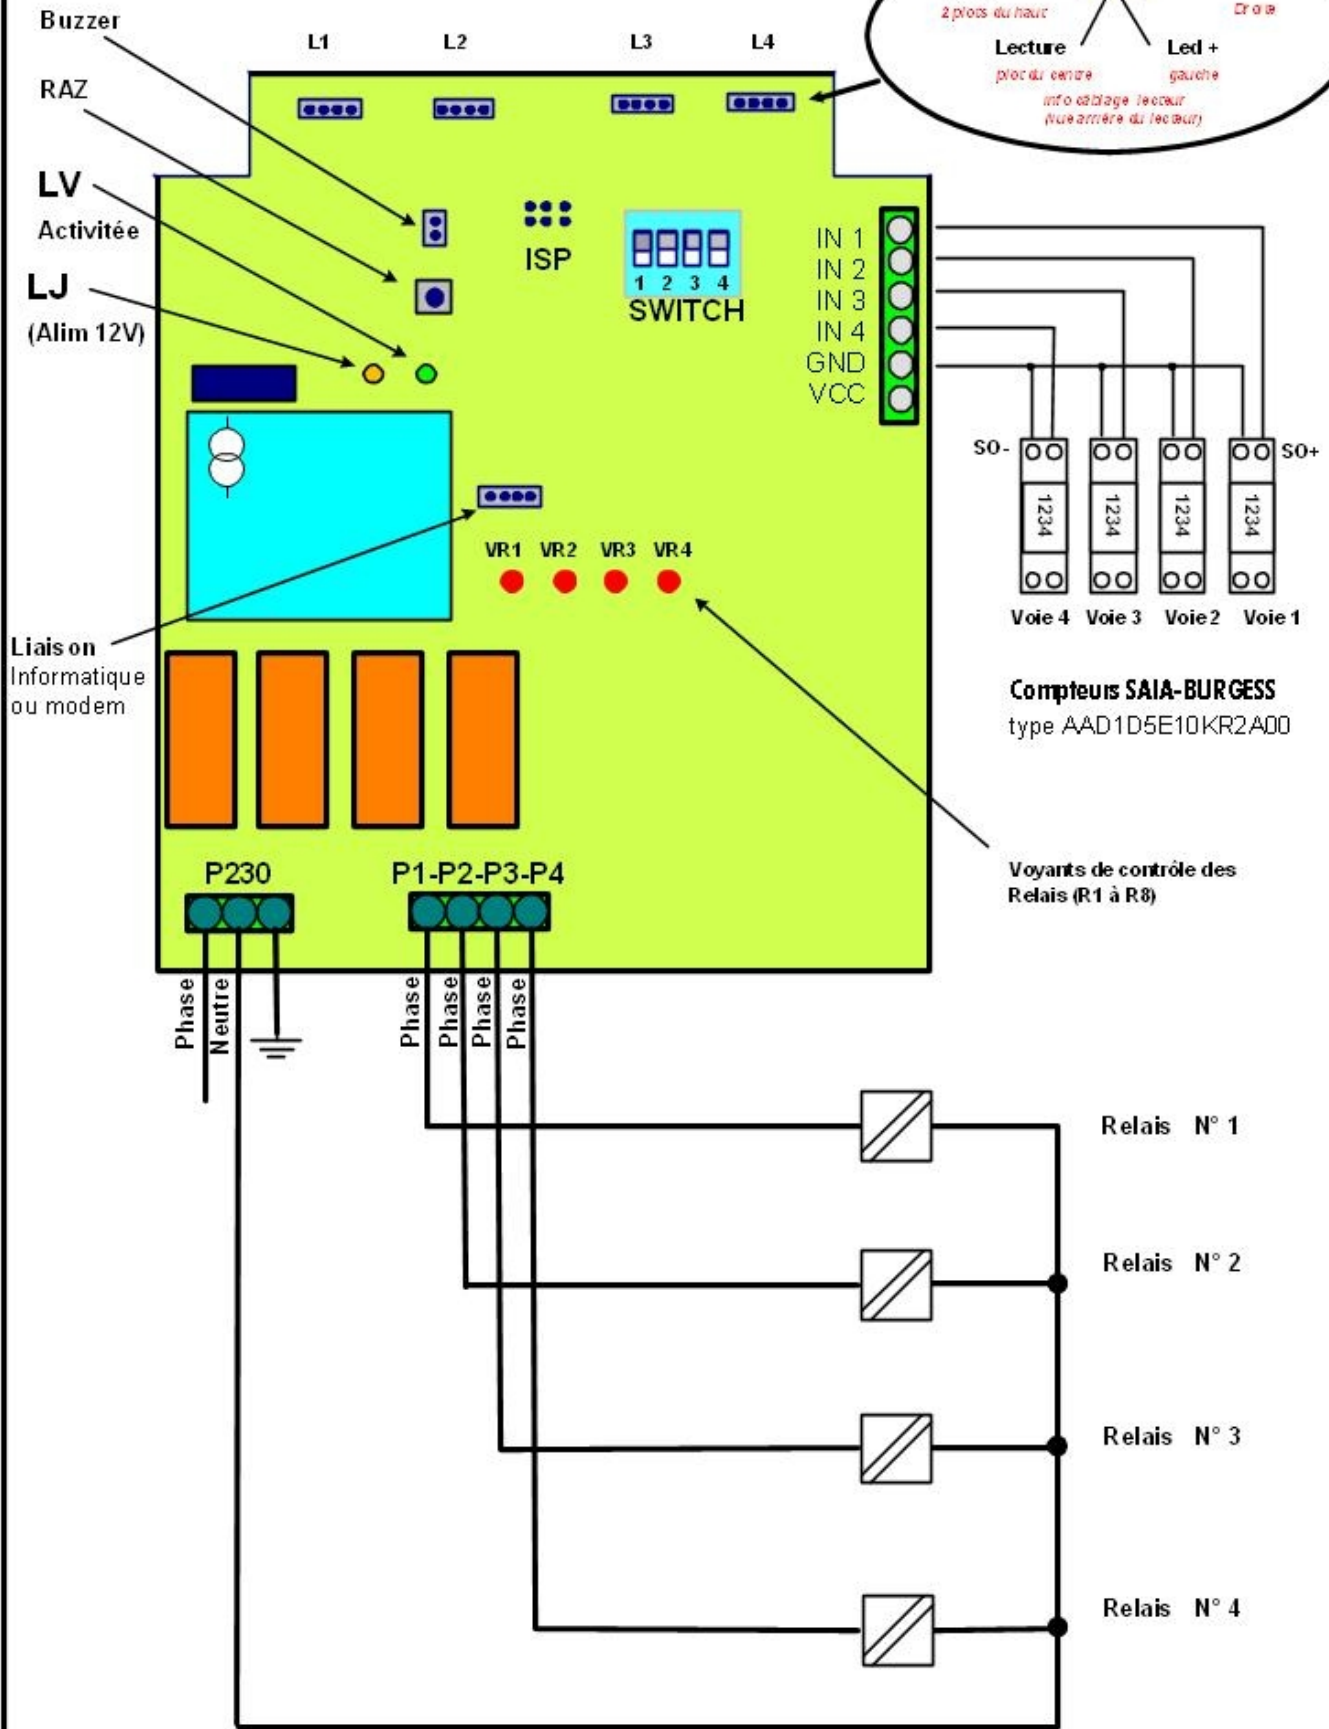 Buzzer
L1
L2
L3
L4
2 plots du haut
Droite
Lecture
Led +
plot du centre
gauche
info câblage lecteur
(Vue arrière du lecteur)
RAZ
LV
Activitée
LJ
(Alim 12V)
ISP
1 2 3 4
SWITCH
IN 1
IN 2
IN 3
IN 4
GND
VCC
SO-
SO+
1234
1234
1234
1234
Voie 4
Voie 3
Voie 2
Voie 1
VR1
VR2
VR3
VR4
Liaison
Informatique
ou modem
Compteurs SAIA-BURGESS
type AAD1D5E10KR2A00
Voyants de contrôle des
Relais (R1 à R8)
P230
P1-P2-P3-P4
Phase
Neutre
Phase
Phase
Phase
Phase
Relais N° 1
Relais N° 2
Relais N° 3
Relais N° 4